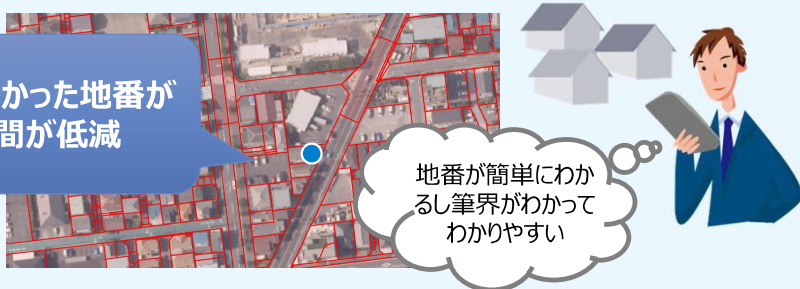 かった地番が
間が低減
地番が簡単にわか
るし筆界がわかって
わかりやすい